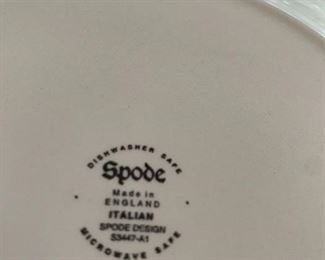 DISHWASHER SAFE
Spode
Made in
ENGLAND
ITALIAN
SPODE DESIGN
S3447-A1
MICROWAVE SAFE